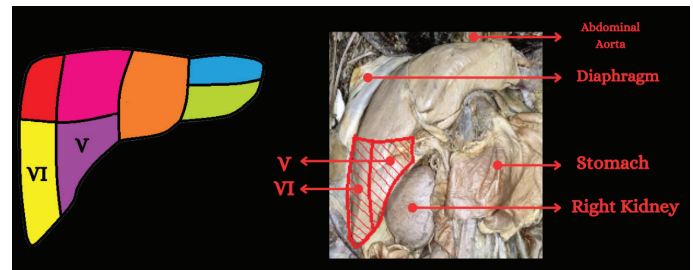 Abdominal
Aorta
Diaphragm
V
VI
V
VI
Stomach
Right Kidney